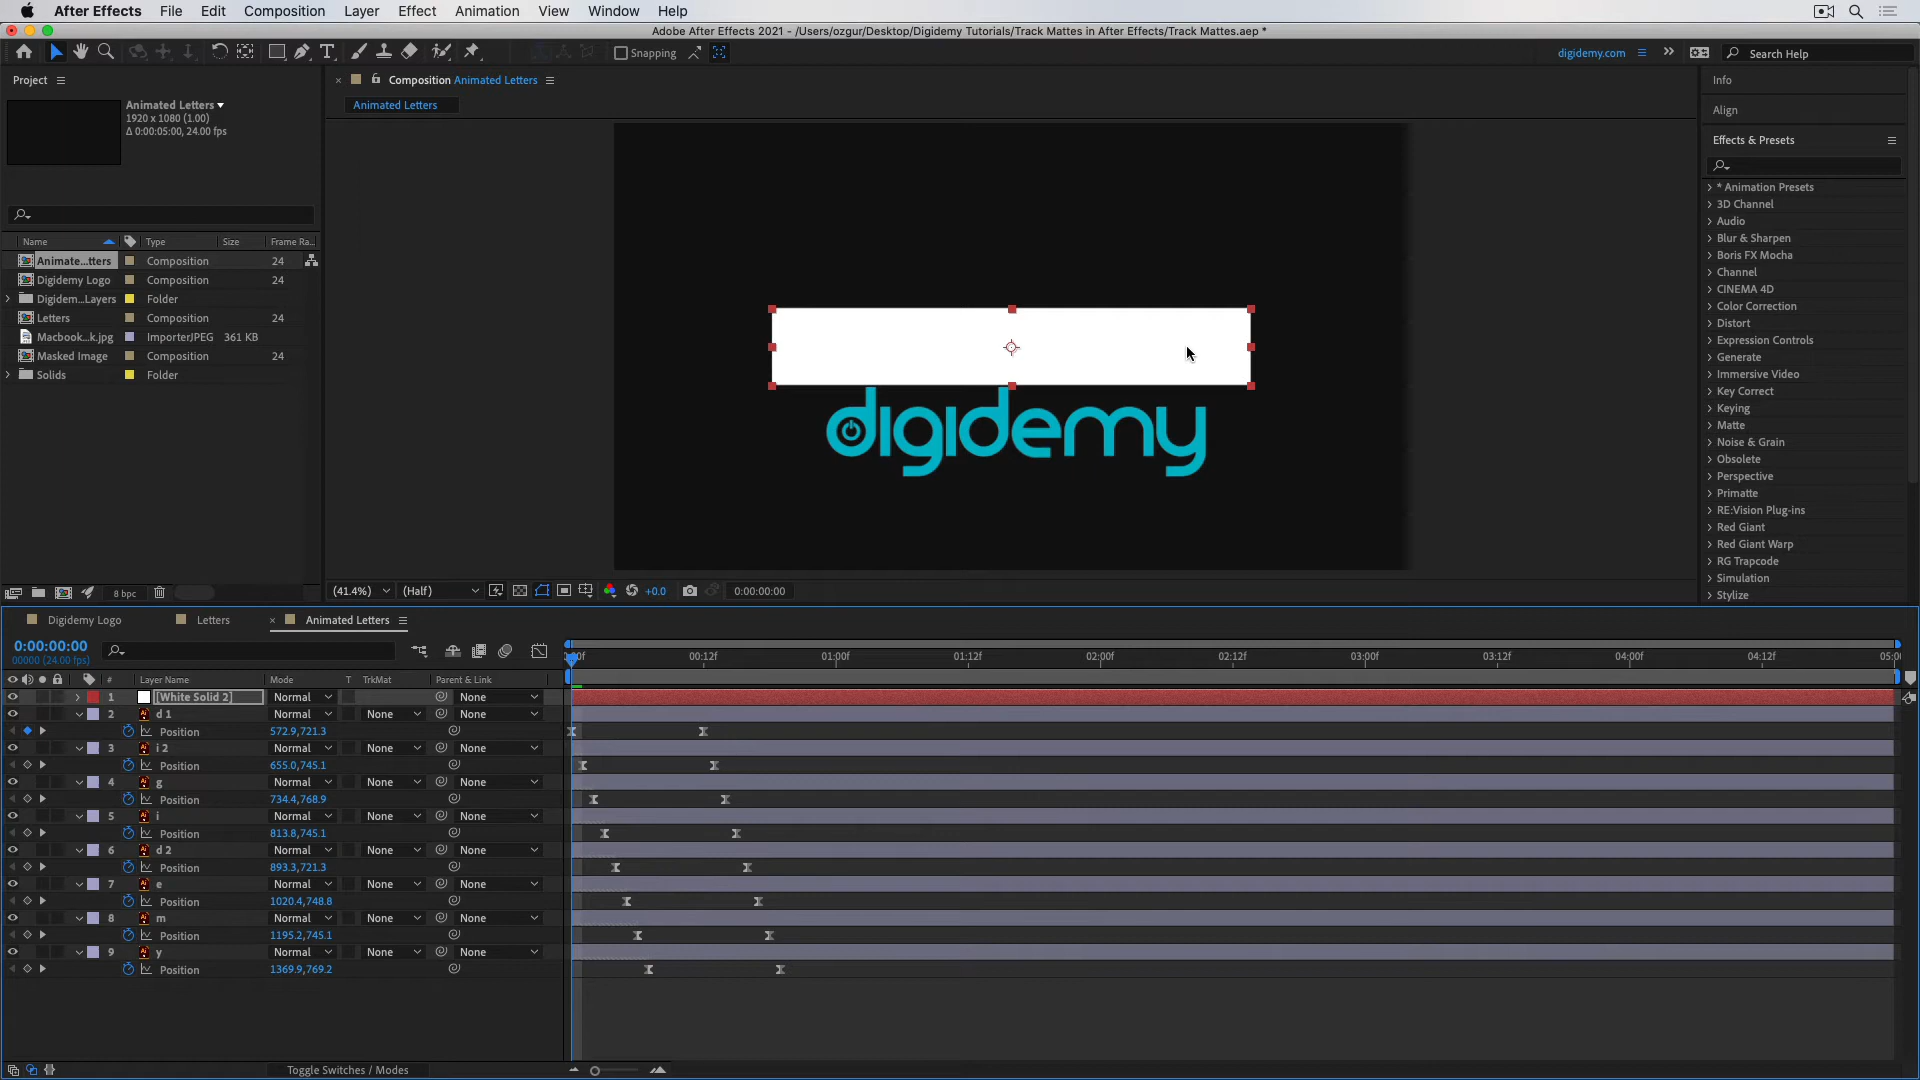 After Effects File Edit Composition Layer Effect Animation View Window Help
Adobe After Effects 2021 - /Users/ozgur/Desktop/Digidemy Tutorials/Track Mattes in After Effects/Track Mattes.aep *
Snapping digidemy.com Search Help
Project
Animated Letters
1920 x 1080 (1.00)
Δ 0:00:05:00, 24.00 fps
Name Type Size Frame Ra...
Animate...tters Composition 24
Digidemy Logo Composition 24
Digidem...Layers Folder
Letters Composition 24
Macbook...k.jpg ImporterJPEG 361 KB
Masked Image Composition 24
Solids Folder
8 bpc
Composition Animated Letters
Animated Letters
digidemy
(41.4%) (Half) +0.0 0:00:00:00
Info
Align
Effects & Presets
* Animation Presets
3D Channel
Audio
Blur & Sharpen
Boris FX Mocha
Channel
CINEMA 4D
Color Correction
Distort
Expression Controls
Generate
Immersive Video
Key Correct
Keying
Matte
Noise & Grain
Obsolete
Perspective
Primatte
RE:Vision Plug-ins
Red Giant
Red Giant Warp
RG Trapcode
Simulation
Stylize
Digidemy Logo Letters Animated Letters
0:00:00:00
00000 (24.00 fps)
00:12f 01:00f 01:12f 02:00f 02:12f 03:00f 03:12f 04:00f 04:12f
# Layer Name Mode T TrkMat Parent & Link
1 [White Solid 2] Normal None
2 d 1 Normal None None
Position 572.9,721.3
3 i 2 Normal None None
Position 655.0,745.1
4 g Normal None None
Position 734.4,768.9
5 i Normal None None
Position 813.8,745.1
6 d 2 Normal None None
Position 893.3,721.3
7 e Normal None None
Position 1020.4,748.8
8 m Normal None None
Position 1195.2,745.1
9 y Normal None None
Position 1369.9,769.2
Toggle Switches / Modes